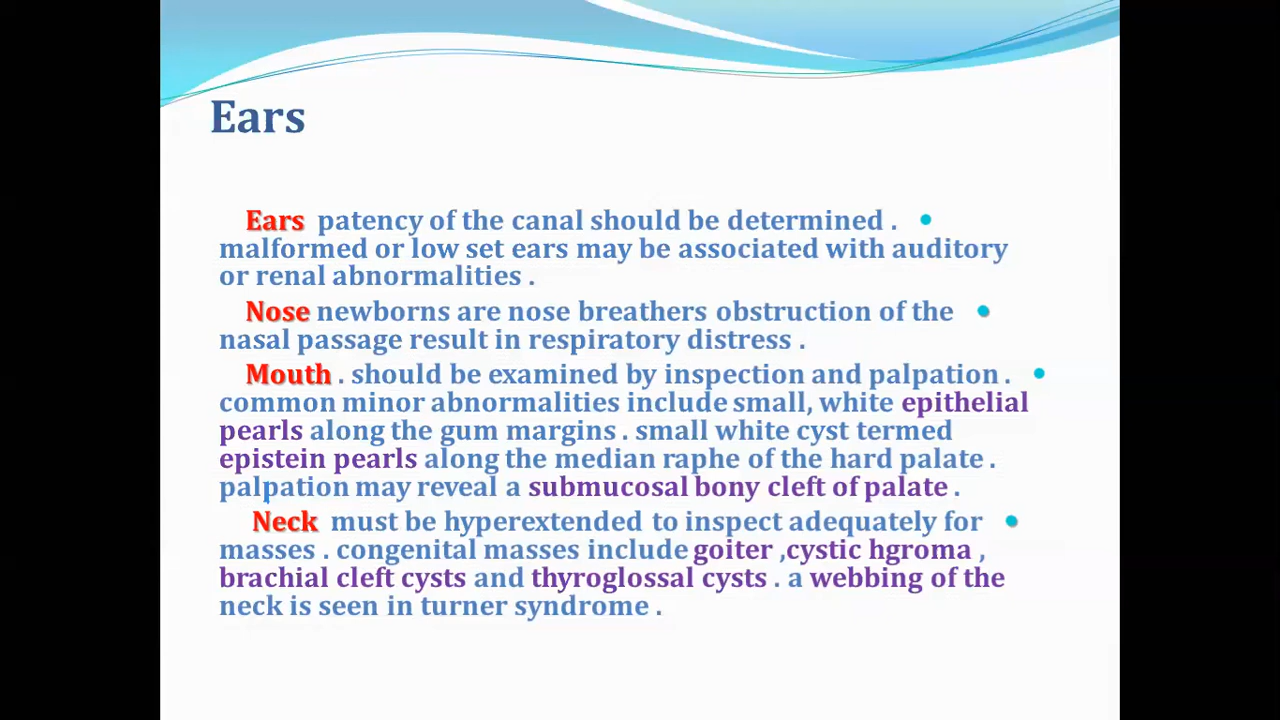 Ears
Ears patency of the canal should be determined . •
malformed or low set ears may be associated with auditory
or renal abnormalities .
Nose newborns are nose breathers obstruction of the •
nasal passage result in respiratory distress .
Mouth . should be examined by inspection and palpation . •
common minor abnormalities include small, white epithelial
pearls along the gum margins . small white cyst termed
epistein pearls along the median raphe of the hard palate .
palpation may reveal a submucosal bony cleft of palate .
Neck must be hyperextended to inspect adequately for •
masses . congenital masses include goiter ,cystic hgroma ,
brachial cleft cysts and thyroglossal cysts . a webbing of the
neck is seen in turner syndrome .